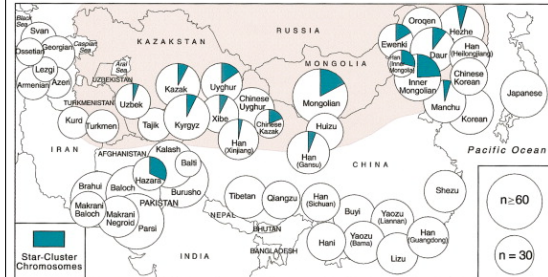 Black
Sea
Svan
Ossetian
Georgian
Caspian
Sea
Lezgi
Armenian
Azeri
Aral
Sea
KAZAKSTAN
RUSSIA
MONGOLIA
UZBEKISTAN
TURKMENISTAN
Kurd
Turkmen
Uzbek
Tajik
Kazak
Kyrgyz
Uyghur
Xibe
Chinese
Uyghur
Chinese
Kazak
Han
(Xinjiang)
Mongolian
Huizu
Han
(Gansu)
Oroqen
Ewenki
Hezhe
Daur
Han
(Inner
Mongolia)
Inner
Mongolian
Han
(Heilongjiang)
Chinese
Korean
Manchu
Korean
Japanese
Pacific Ocean
IRAN
AFGHANISTAN
Kalash
Balti
Hazara
Burusho
Brahui
Baloch
PAKISTAN
Makrani
Baloch
Makrani
Negroid
Parsi
CHINA
Tibetan
Qiangzu
NEPAL
BHUTAN
BANGLADESH
INDIA
Han
(Sichuan)
Buyi
Hani
Yaozu
(Liannan)
Yaozu
(Bama)
Lizu
Han
(Guangdong)
Shezu
Star-Cluster
Chromosomes
n≥60
n = 30